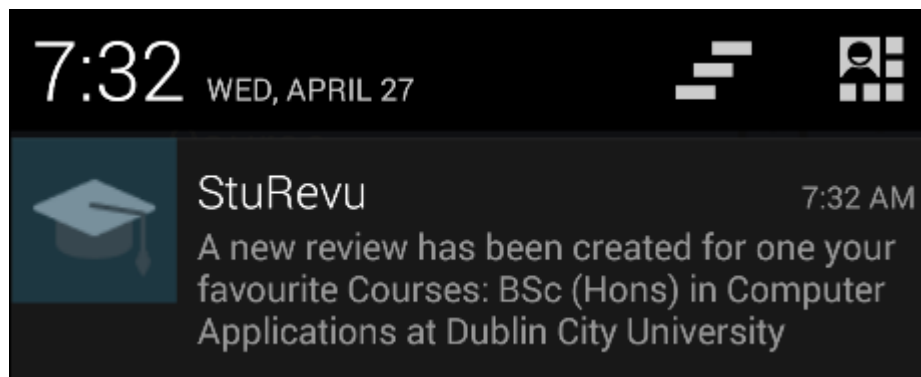 7:32 WED, APRIL 27
StuRevu 7:32 AM
A new review has been created for one your
favourite Courses: BSc (Hons) in Computer
Applications at Dublin City University